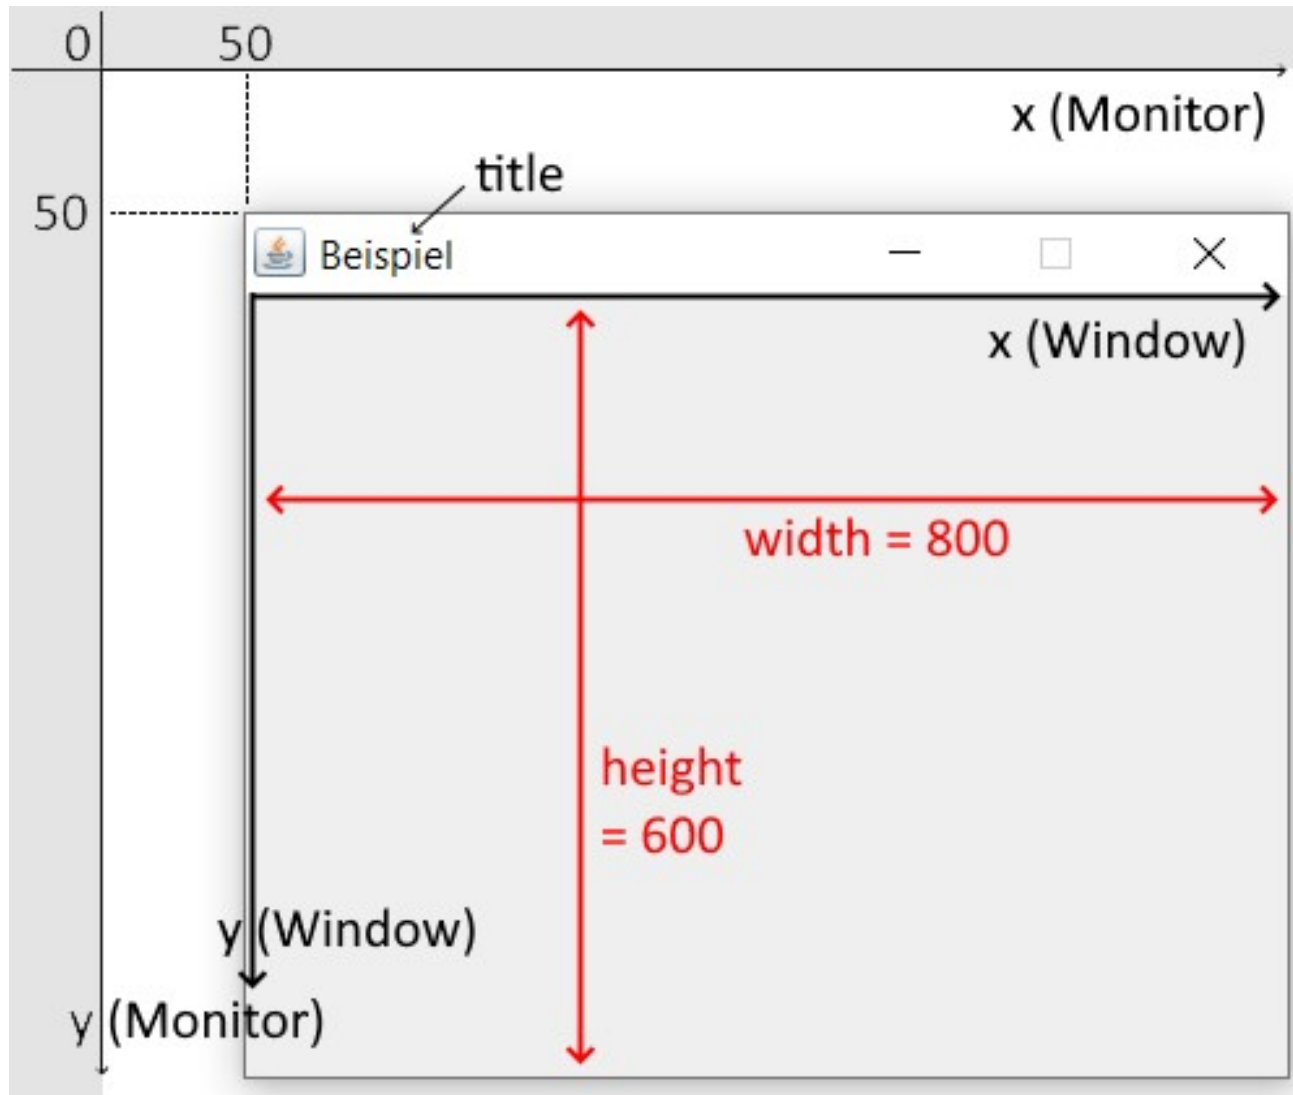 0 50
x (Monitor)
title
50
Beispiel
x (Window)
width = 800
height
= 600
y (Window)
y (Monitor)